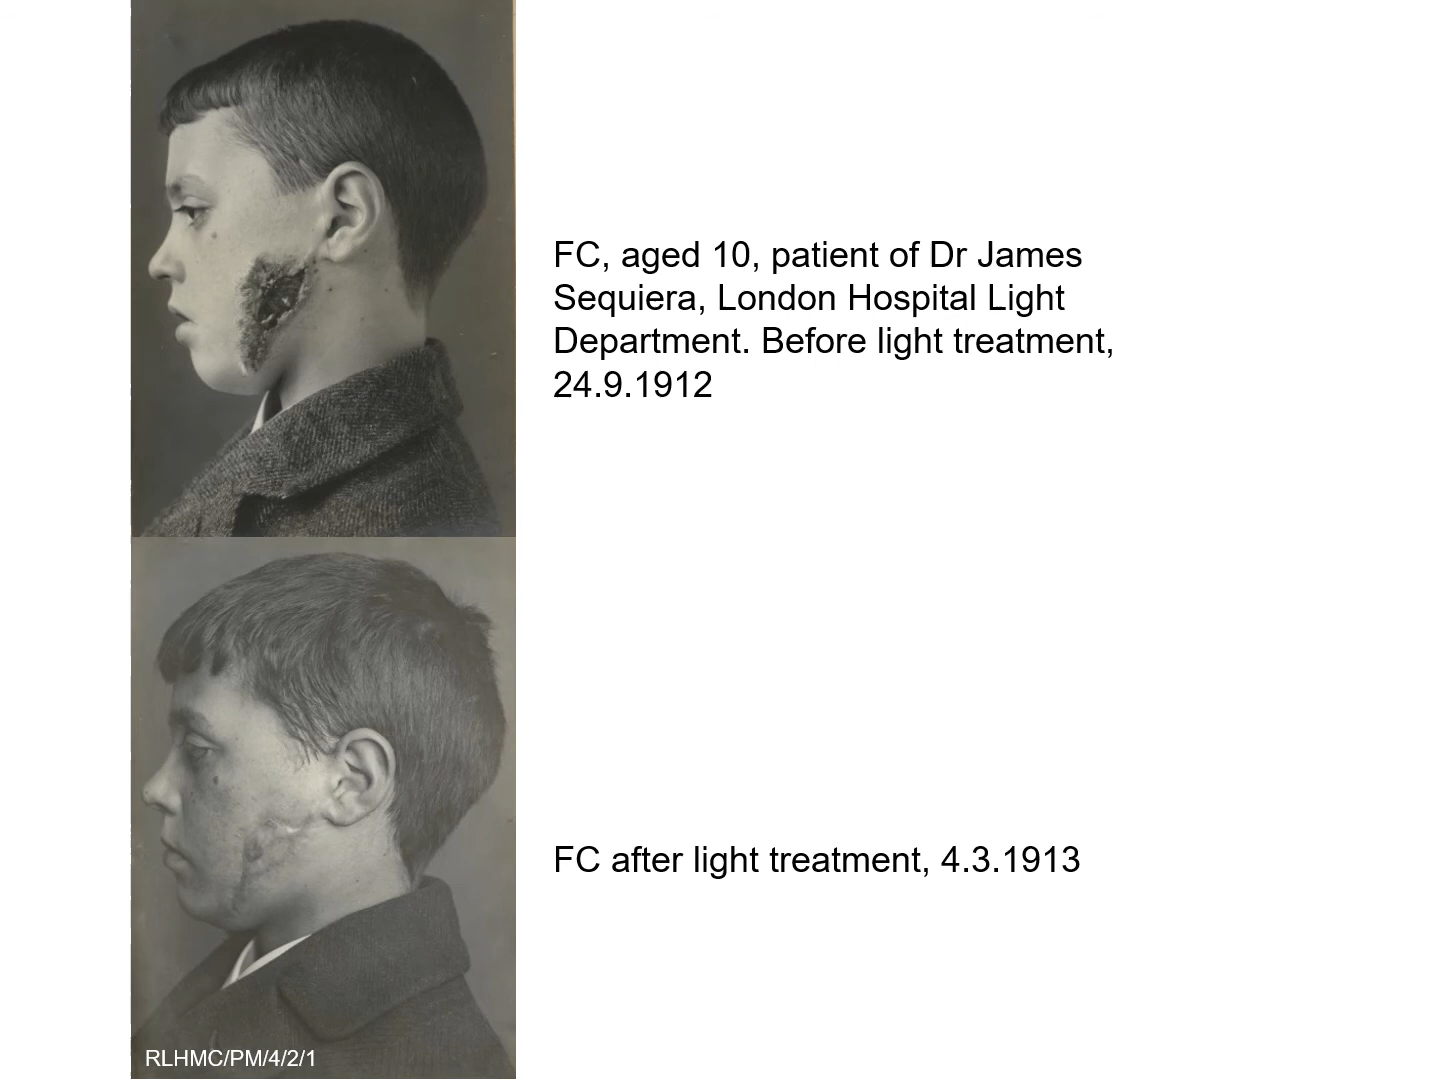 FC, aged 10, patient of Dr James
Sequiera, London Hospital Light
Department. Before light treatment,
24.9.1912
FC after light treatment, 4.3.1913
RLHMC/PM/4/2/1